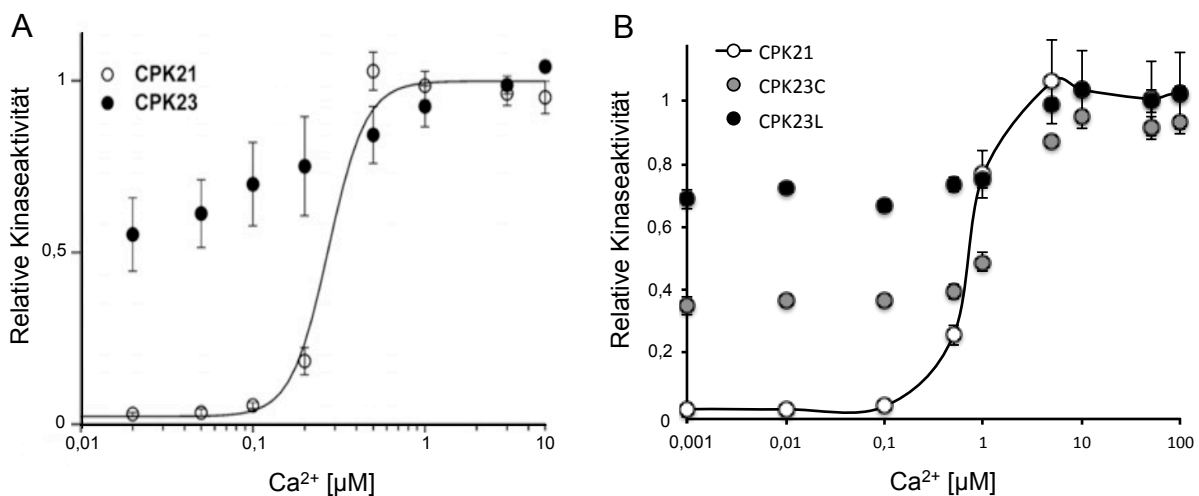 A
CPK21
CPK23
Relative Kinaseaktivität
1
0,5
0
0,01
0,1
1
10
Ca²⁺ [µM]
B
CPK21
CPK23C
CPK23L
Relative Kinaseaktivität
1
0,8
0,6
0,4
0,2
0
0,001
0,01
0,1
1
10
100
Ca²⁺ [µM]